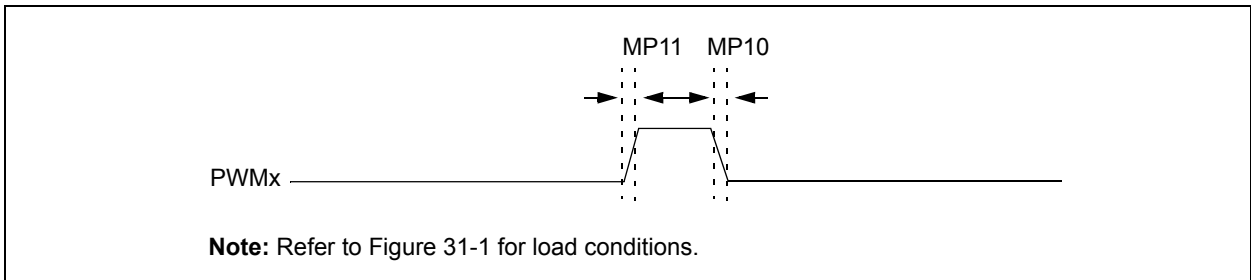 MP11 MP10
PWMx
Note: Refer to Figure 31-1 for load conditions.